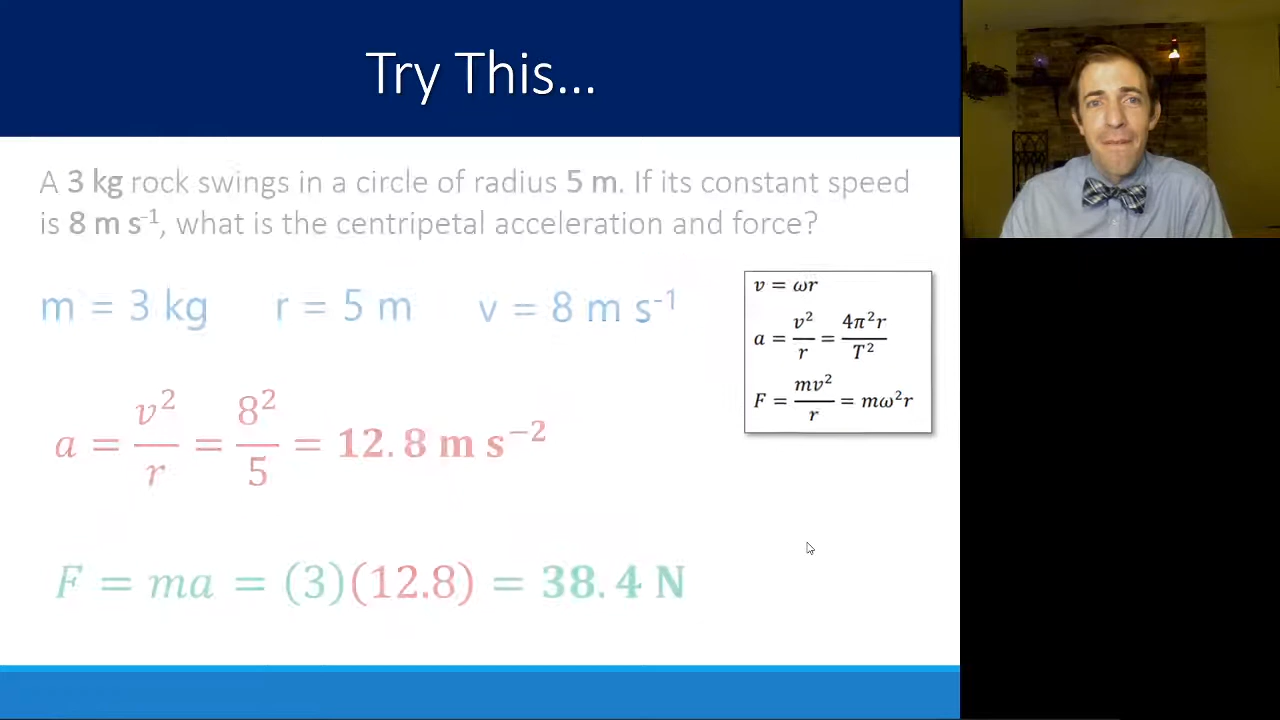 Try This...
A 3 kg rock swings in a circle of radius 5 m. If its constant speed
is 8 m s⁻¹, what is the centripetal acceleration and force?
m = 3 kg r = 5 m v = 8 m s⁻¹
v = ωr
a = v²/r = 4π²r/T²
F = mv²/r = mω²r
a = v²/r = 8²/5 = 12.8 m s⁻²
F = ma = (3)(12.8) = 38.4 N